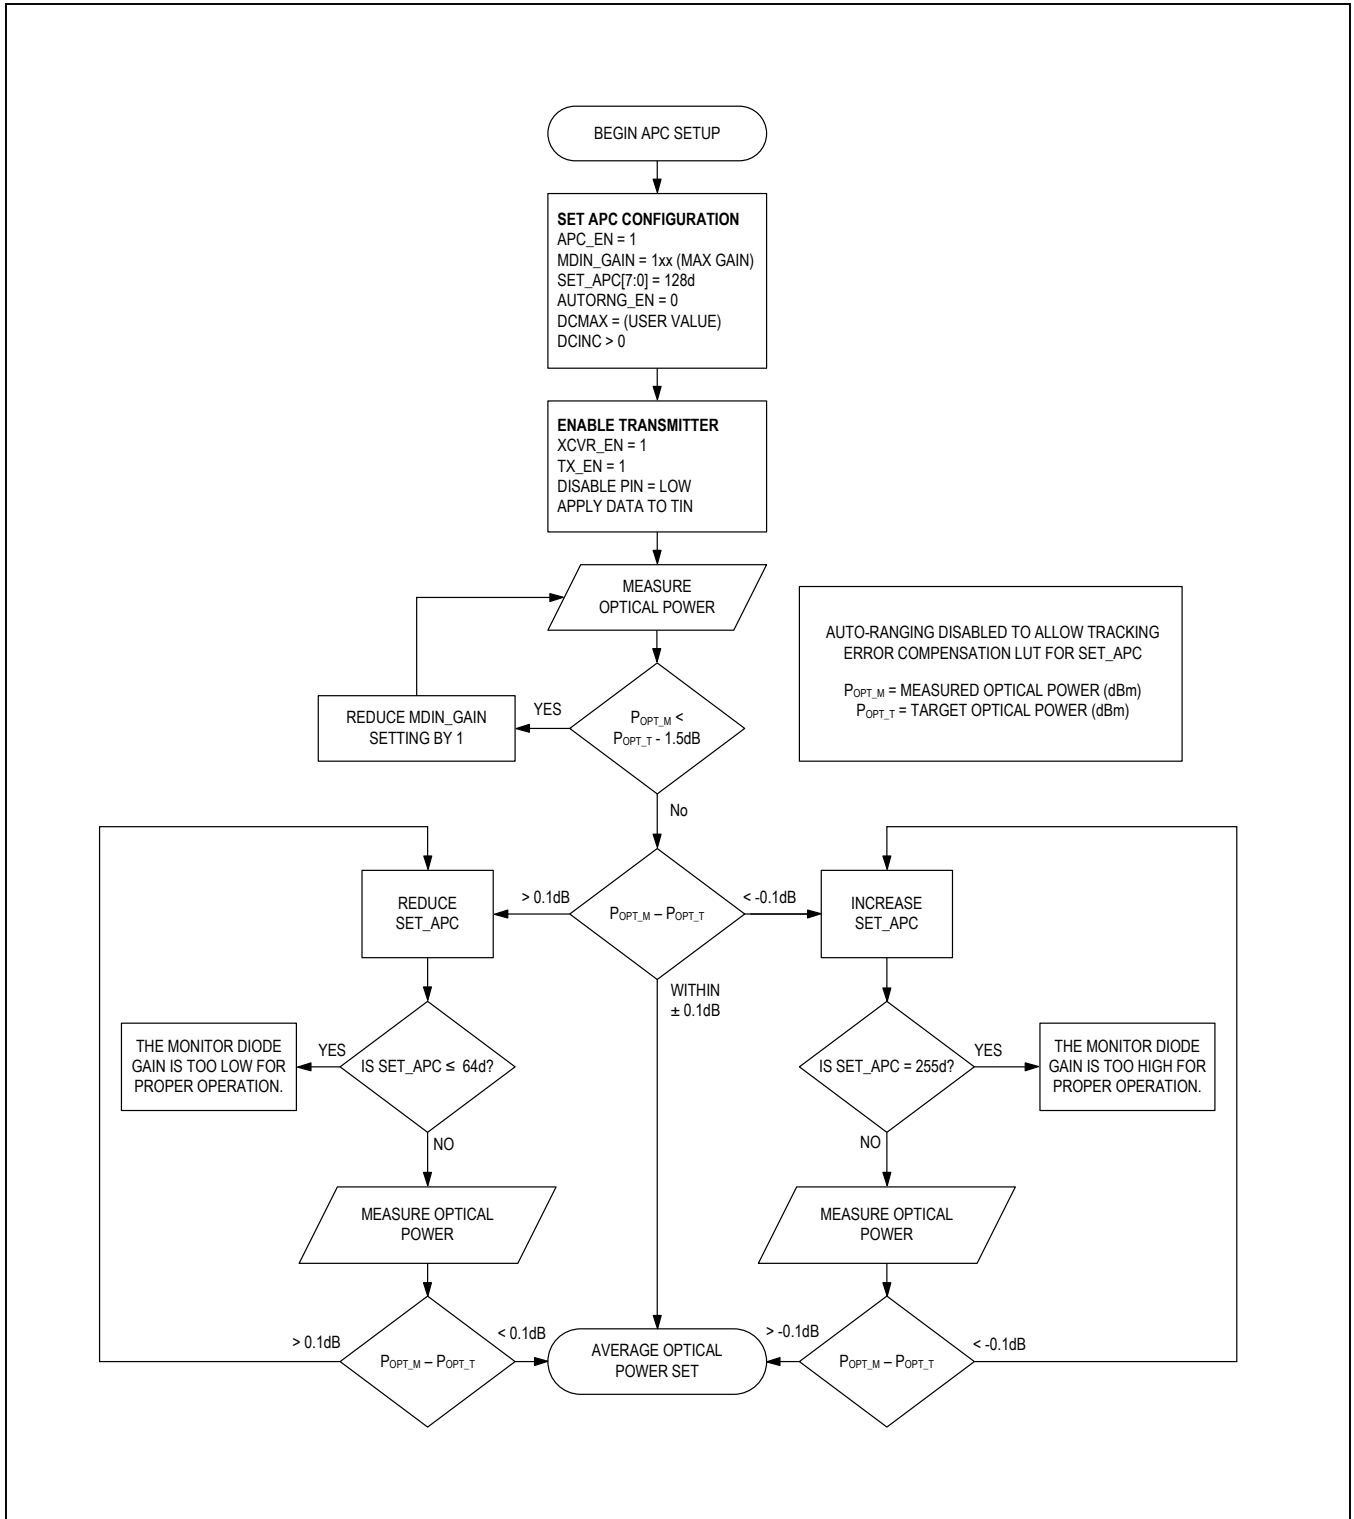 BEGIN APC SETUP
SET APC CONFIGURATION
APC_EN = 1
MDIN_GAIN = 1xx (MAX GAIN)
SET_APC[7:0] = 128d
AUTORNG_EN = 0
DCMAX = (USER VALUE)
DCINC > 0
ENABLE TRANSMITTER
XCVR_EN = 1
TX_EN = 1
DISABLE PIN = LOW
APPLY DATA TO TIN
MEASURE
OPTICAL POWER
AUTO-RANGING DISABLED TO ALLOW TRACKING
ERROR COMPENSATION LUT FOR SET_APC
POPT_M = MEASURED OPTICAL POWER (dBm)
POPT_T = TARGET OPTICAL POWER (dBm)
REDUCE MDIN_GAIN
SETTING BY 1
YES
POPT_M <
POPT_T - 1.5dB
No
REDUCE
SET_APC
> 0.1dB
POPT_M – POPT_T
< -0.1dB
INCREASE
SET_APC
WITHIN
± 0.1dB
THE MONITOR DIODE
GAIN IS TOO LOW FOR
PROPER OPERATION.
YES
IS SET_APC ≤ 64d?
NO
IS SET_APC = 255d?
YES
THE MONITOR DIODE
GAIN IS TOO HIGH FOR
PROPER OPERATION.
NO
MEASURE OPTICAL
POWER
MEASURE OPTICAL
POWER
> 0.1dB
POPT_M – POPT_T
< 0.1dB
AVERAGE OPTICAL
POWER SET
> -0.1dB
POPT_M – POPT_T
< -0.1dB